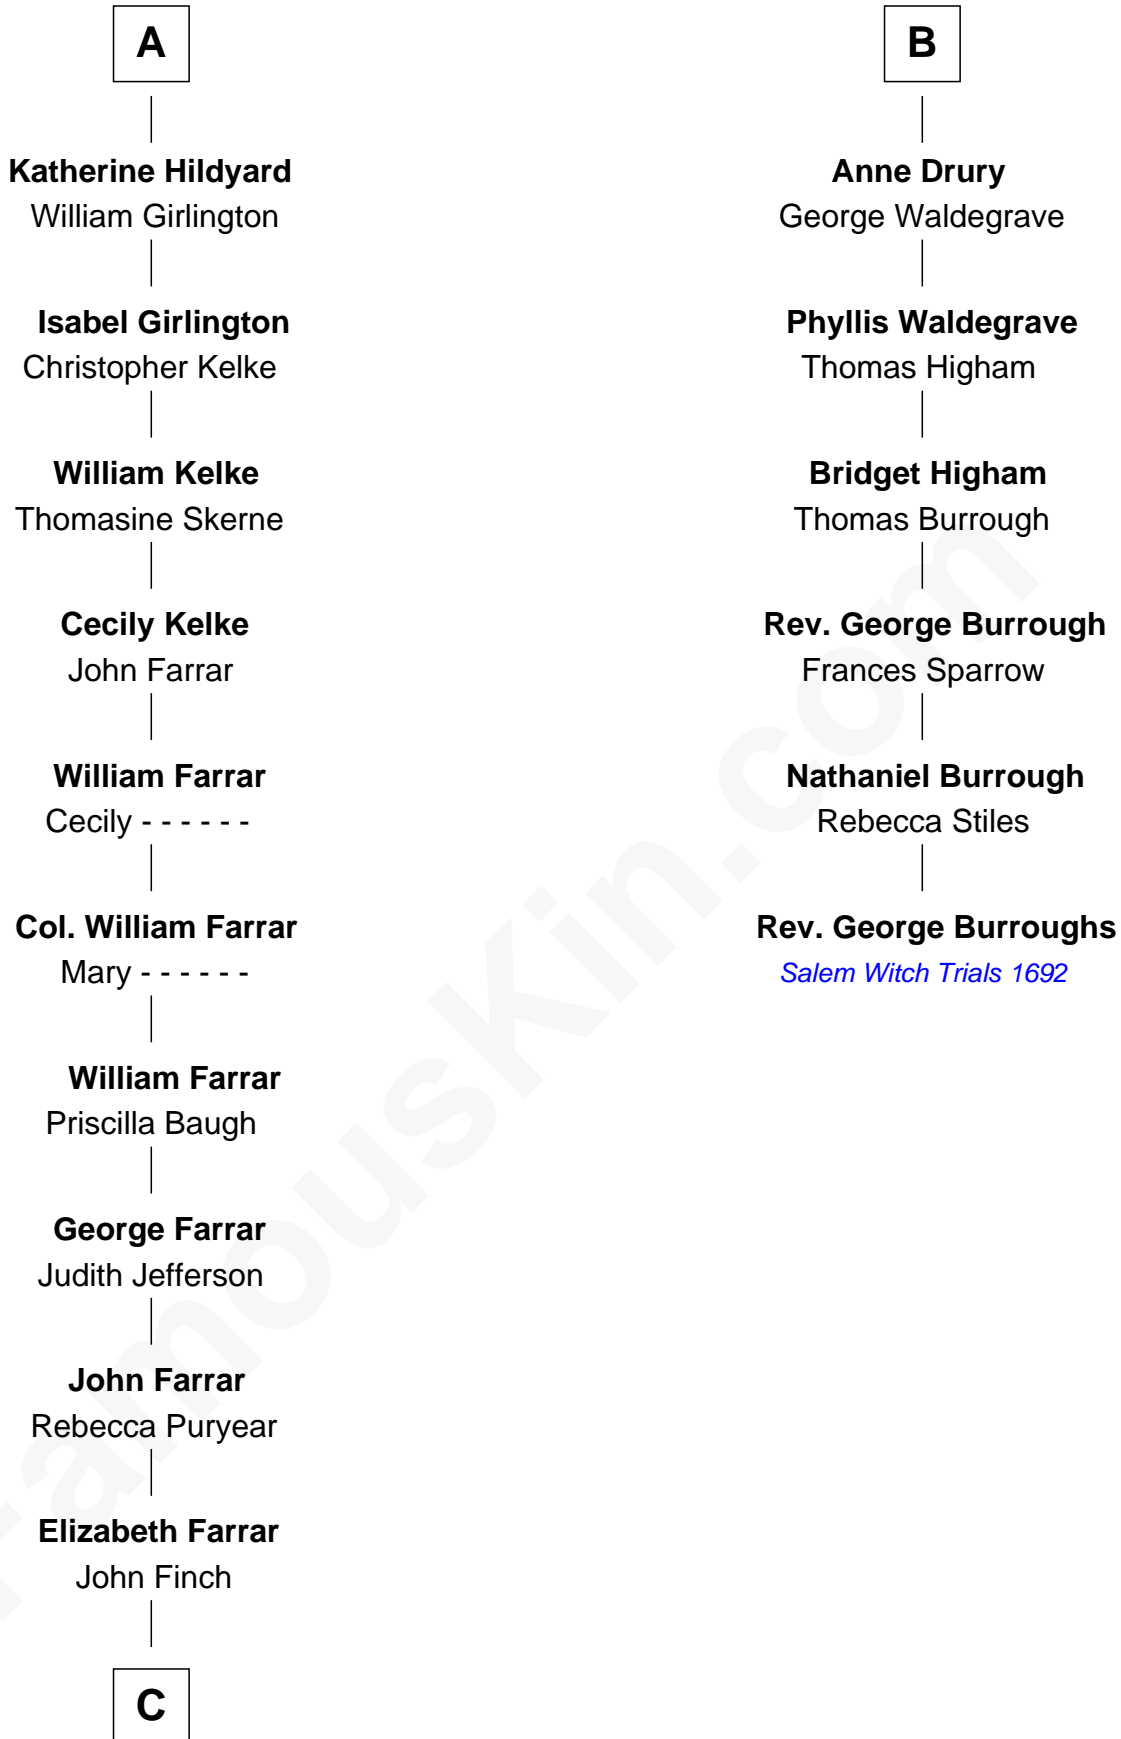 A
Katherine Hildyard
William Girlington
Isabel Girlington
Christopher Kelke
William Kelke
Thomasine Skerne
Cecily Kelke
John Farrar
William Farrar
Cecily - - - - - -
Col. William Farrar
Mary - - - - - -
William Farrar
Priscilla Baugh
George Farrar
Judith Jefferson
John Farrar
Rebecca Puryear
Elizabeth Farrar
John Finch
C
B
Anne Drury
George Waldegrave
Phyllis Waldegrave
Thomas Higham
Bridget Higham
Thomas Burrough
Rev. George Burrough
Frances Sparrow
Nathaniel Burrough
Rebecca Stiles
Rev. George Burroughs
Salem Witch Trials 1692
FamousKin.com